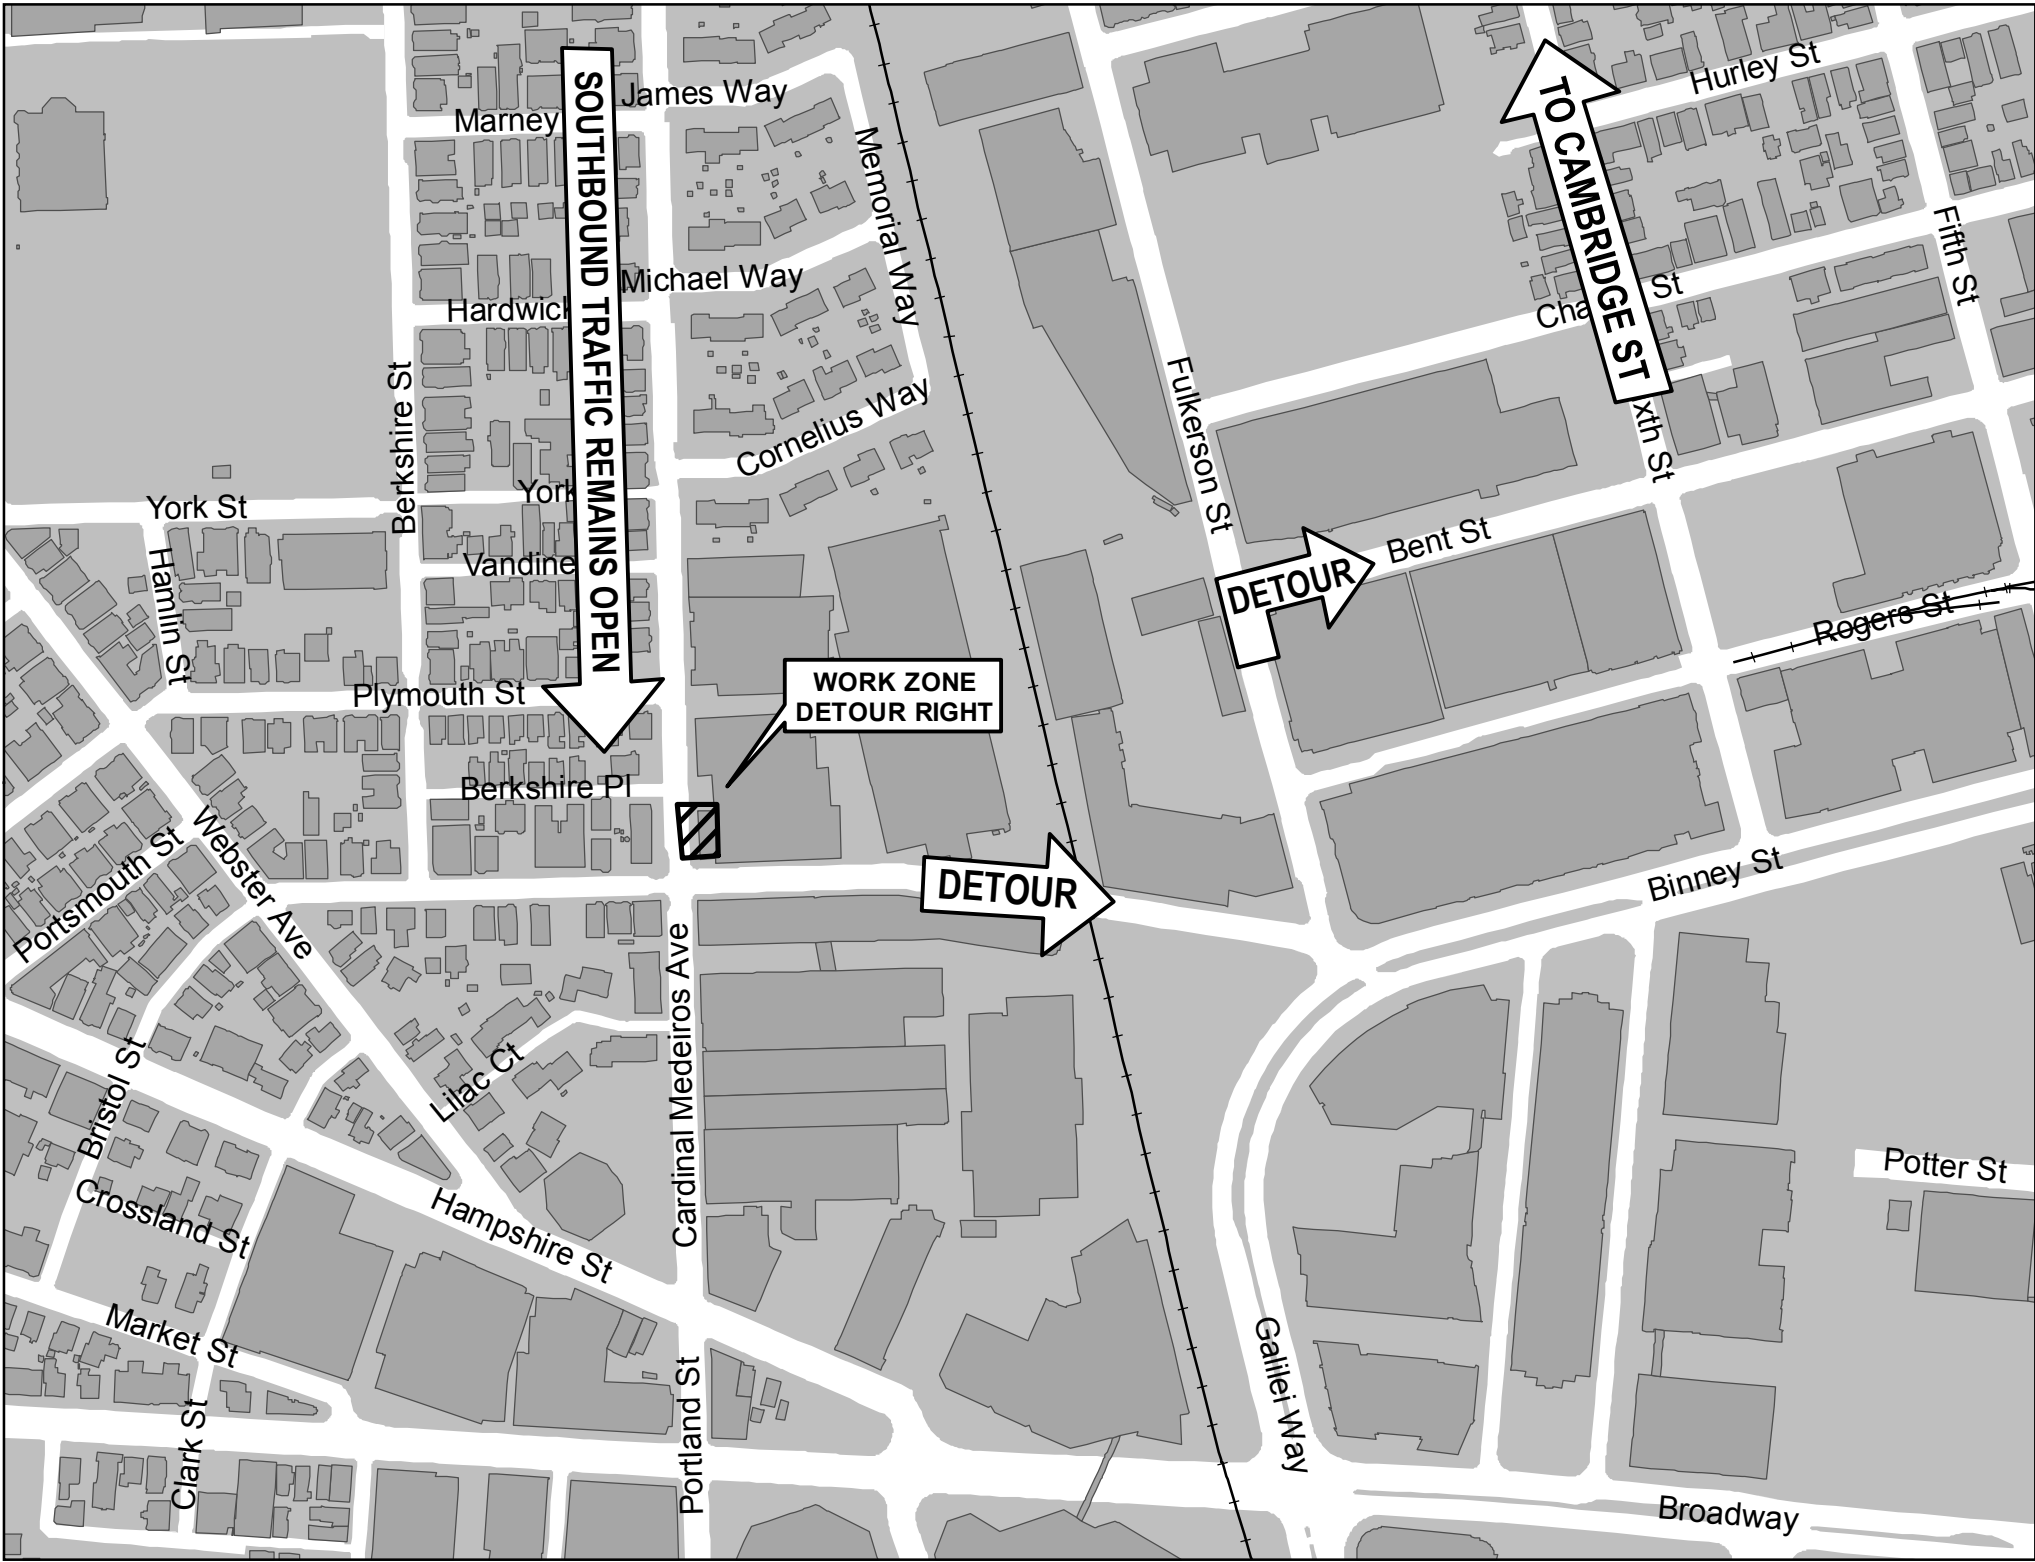 James Way
Marney
Hurley St
SOUTHBOUND TRAFFIC REMAINS OPEN
TO CAMBRIDGE ST
Memorial Way
Michael Way
Hardwick
Cha
St
Fifth St
Berkshire St
Fulkerson St
Cornelius Way
xth St
York St
York
Bent St
Vandine
Hamlin St
DETOUR
Rogers St
Plymouth St
WORK ZONE
DETOUR RIGHT
Berkshire Pl
Portsmouth St
Webster Ave
DETOUR
Binney St
Cardinal Medeiros Ave
Lilac Ct
Bristol St
Crossland St
Hampshire St
Potter St
Market St
Galilei Way
Portland St
Clark St
Broadway